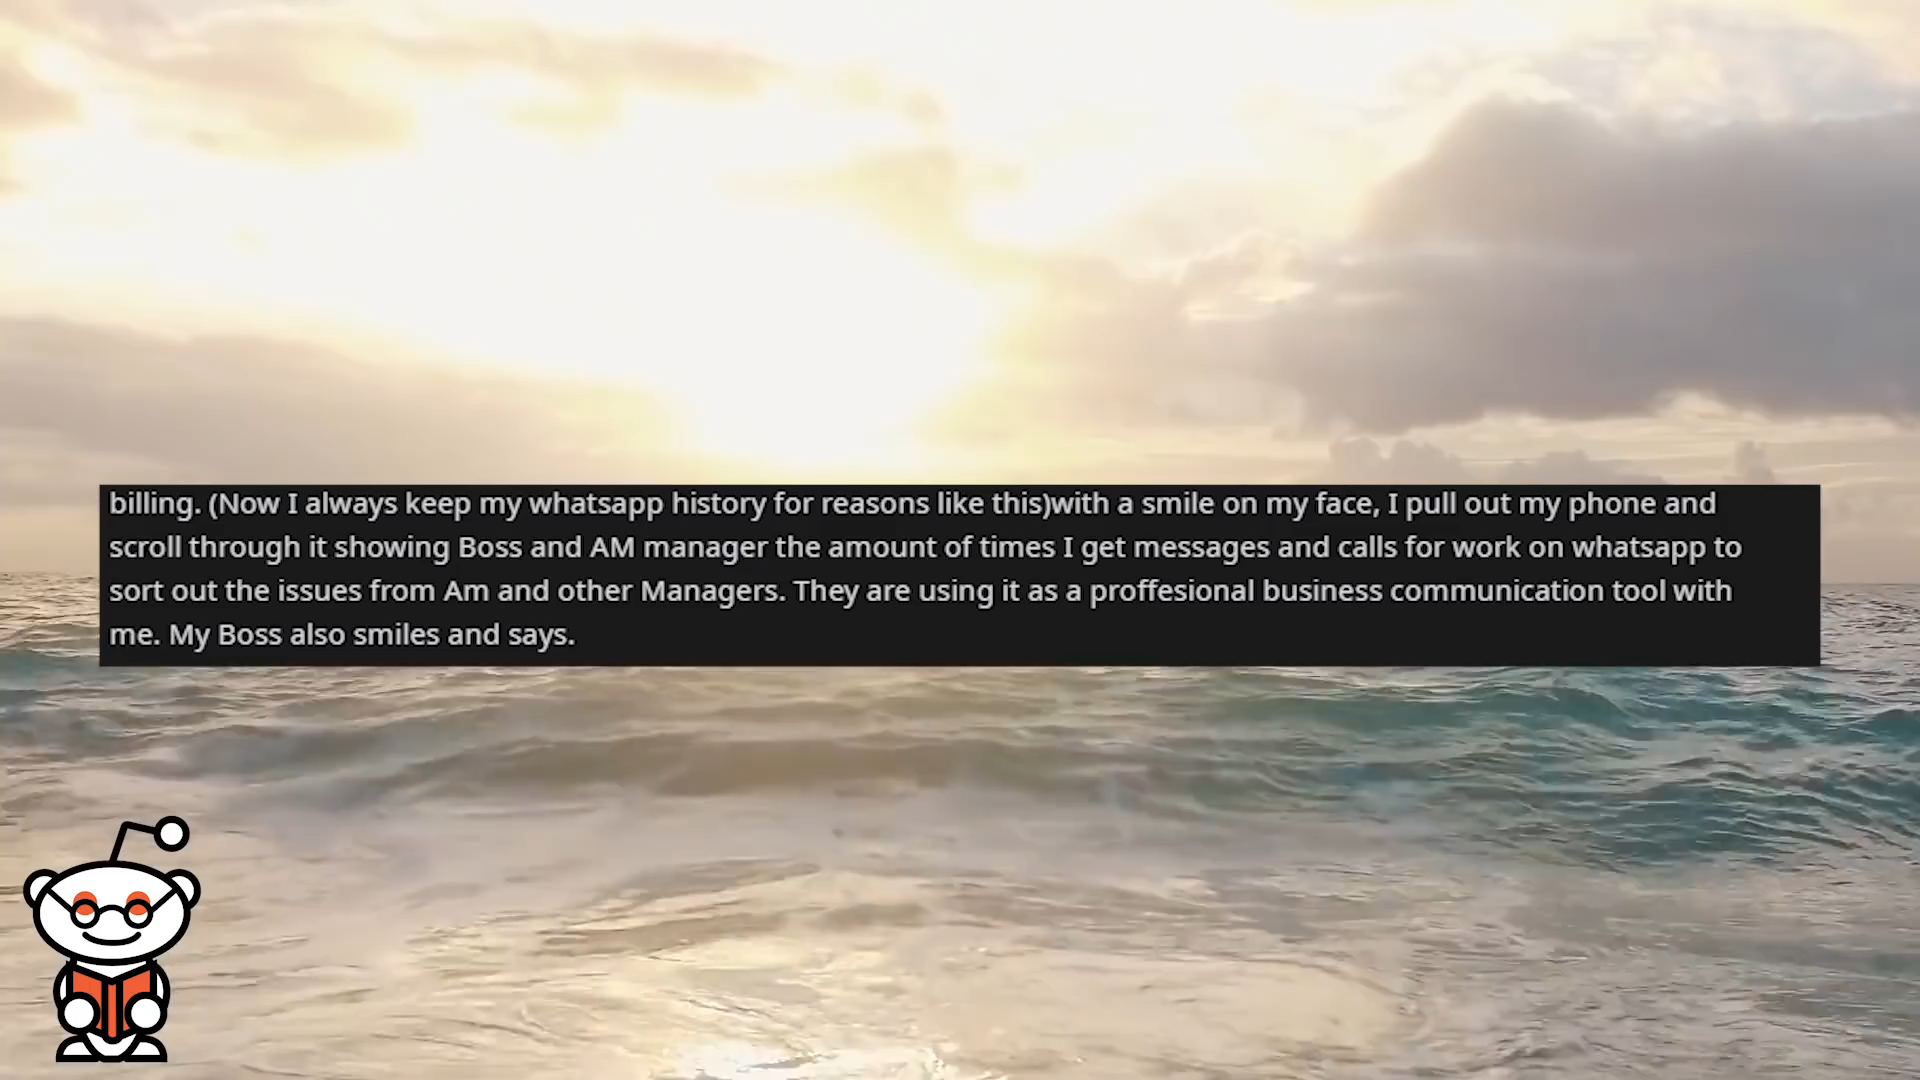 billing. (Now I always keep my whatsapp history for reasons like this)with a smile on my face, I pull out my phone and
scroll through it showing Boss and AM manager the amount of times I get messages and calls for work on whatsapp to
sort out the issues from Am and other Managers. They are using it as a proffesional business communication tool with
me. My Boss also smiles and says.